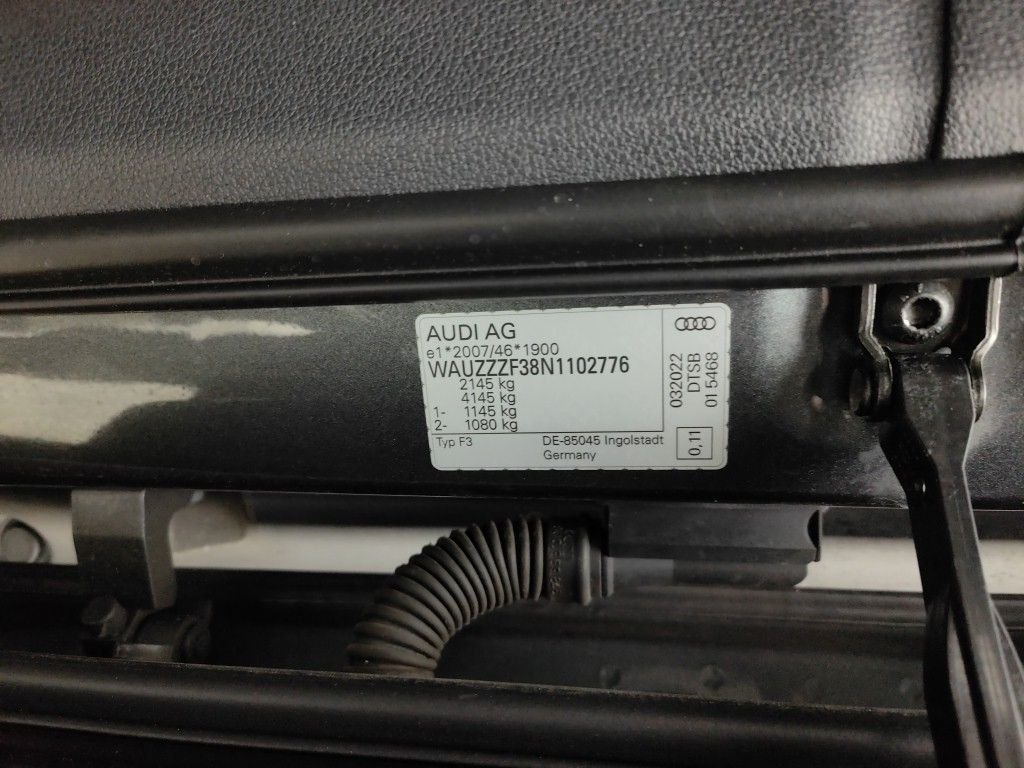 AUDI AG
e1*2007/46*1900
WAUZZZF38N1102776
2145 kg
4145 kg
1- 1145 kg
2- 1080 kg
Typ F3 DE-85045 Ingolstadt
Germany
032022
DTSB
01 5468
0,11